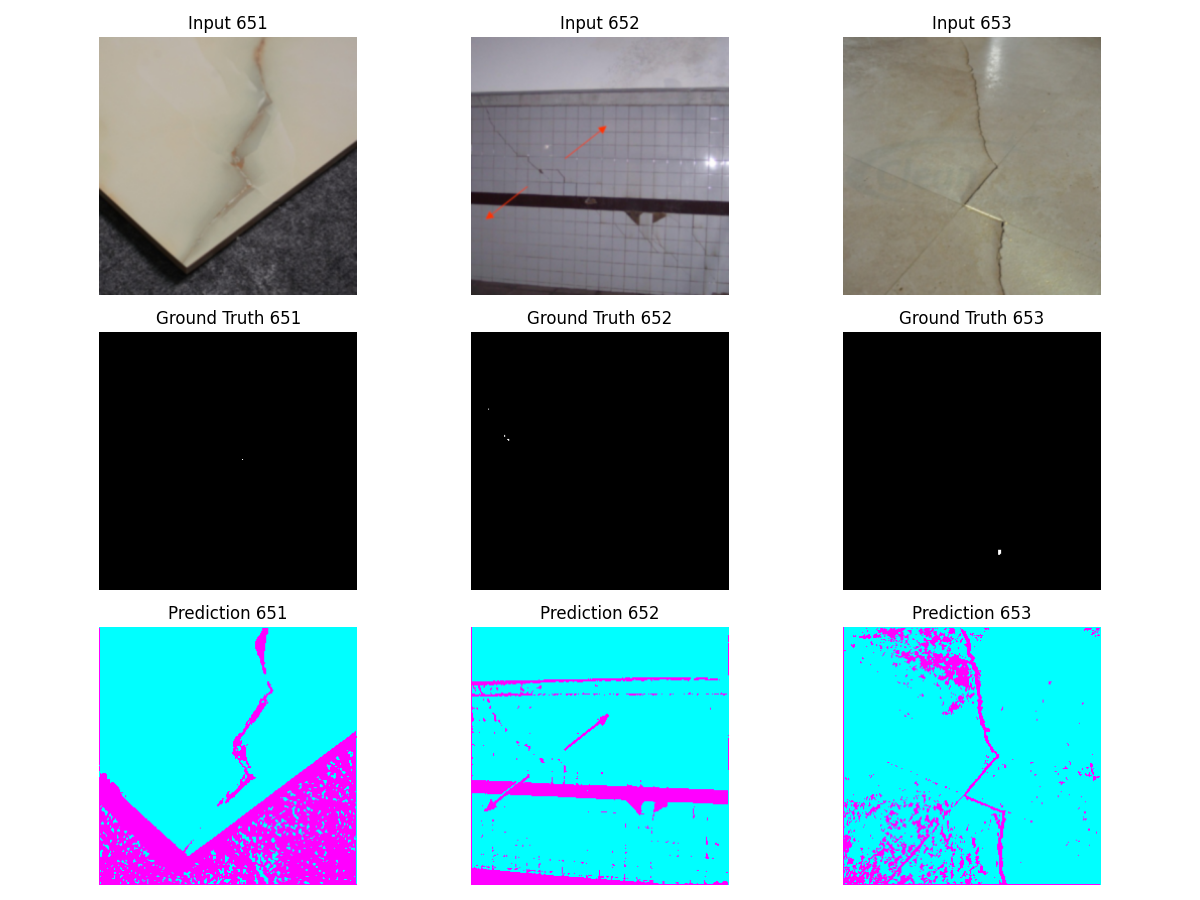 Input 651
Input 652
Input 653
Ground Truth 651
Ground Truth 652
Ground Truth 653
Prediction 651
Prediction 652
Prediction 653